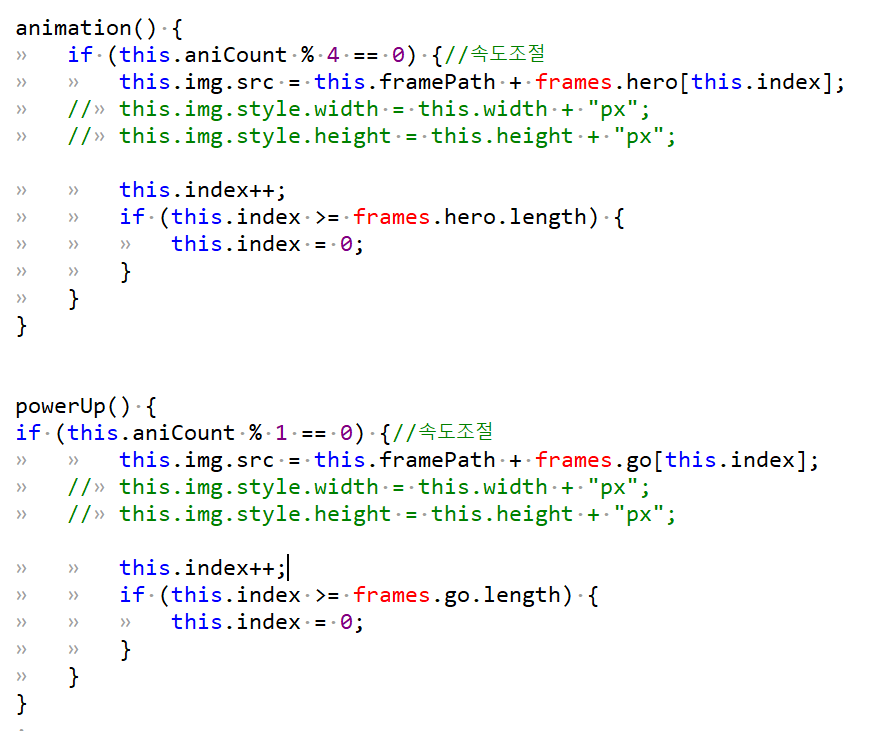 animation() {
if (this.aniCount % 4 == 0) {//속도조절
this.img.src = this.framePath + frames.hero[this.index];
// this.img.style.width = this.width + "px";
// this.img.style.height = this.height + "px";
this.index++;
if (this.index >= frames.hero.length) {
this.index = 0;
}
}
}
powerUp() {
if (this.aniCount % 1 == 0) {//속도조절
this.img.src = this.framePath + frames.go[this.index];
// this.img.style.width = this.width + "px";
// this.img.style.height = this.height + "px";
this.index++;
if (this.index >= frames.go.length) {
this.index = 0;
}
}
}